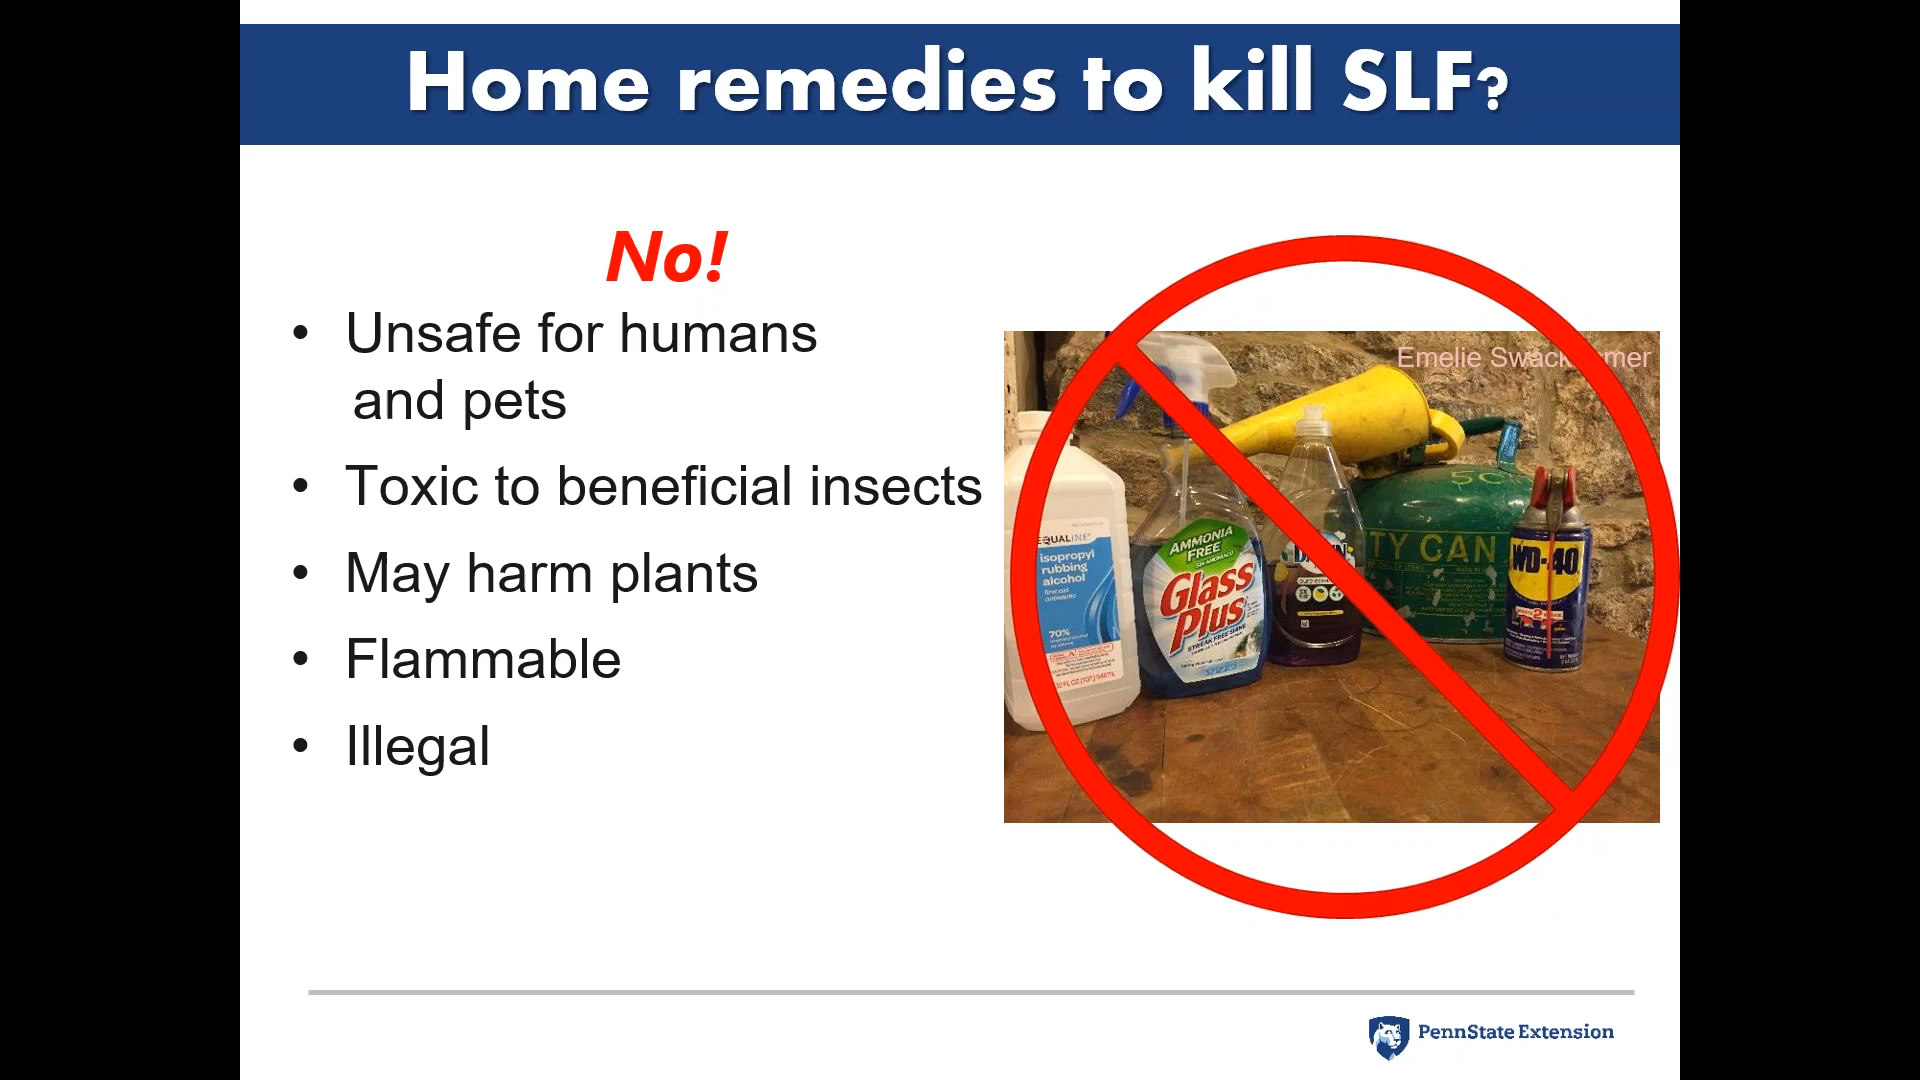 Home remedies to kill SLF?
No!
• Unsafe for humans
and pets
• Toxic to beneficial insects
• May harm plants
• Flammable
• Illegal
Emelie
EQUALINE
isopropyl
rubbing
alcohol
first aid
antiseptic
70%
AMMONIA
FREE
Glass
Plus
STREAK FREE SHINE
TY CAN
WD-40
PennState Extension